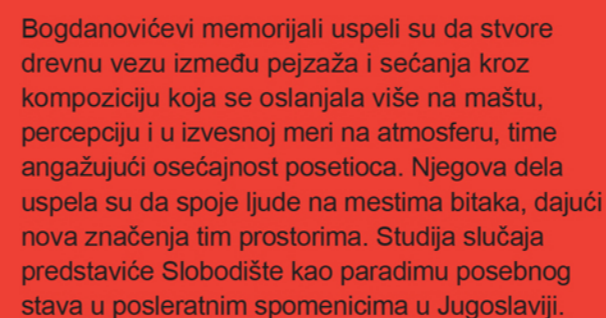 Bogdanovićevi memorijali uspeli su da stvore
drevnu vezu između pejzaža i sećanja kroz
kompoziciju koja se oslanjala više na maštu,
percepciju i u izvesnoj meri na atmosferu, time
angažujući osećajnost posetioca. Njegova dela
uspela su da spoje ljude na mestima bitaka, dajući
nova značenja tim prostorima. Studija slučaja
predstaviće Slobodište kao paradimu posebnog
stava u posleratnim spomenicima u Jugoslaviji.